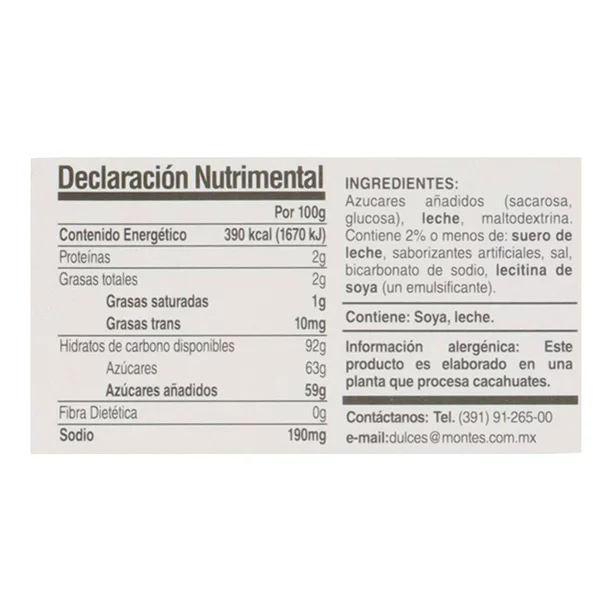 Declaración Nutrimental
Por 100g
Contenido Energético 390 kcal (1670 kJ)
Proteínas 2g
Grasas totales 2g
Grasas saturadas 1g
Grasas trans 10mg
Hidratos de carbono disponibles 92g
Azúcares 63g
Azúcares añadidos 59g
Fibra Dietética 0g
Sodio 190mg
INGREDIENTES:
Azucares añadidos (sacarosa,
glucosa), leche, maltodextrina.
Contiene 2% o menos de: suero de
leche, saborizantes artificiales, sal,
bicarbonato de sodio, lecitina de
soya (un emulsificante).
Contiene: Soya, leche.
Información alergénica: Este
producto es elaborado en una
planta que procesa cacahuates.
Contáctanos: Tel. (391) 91-265-00
e-mail:dulces@montes.com.mx